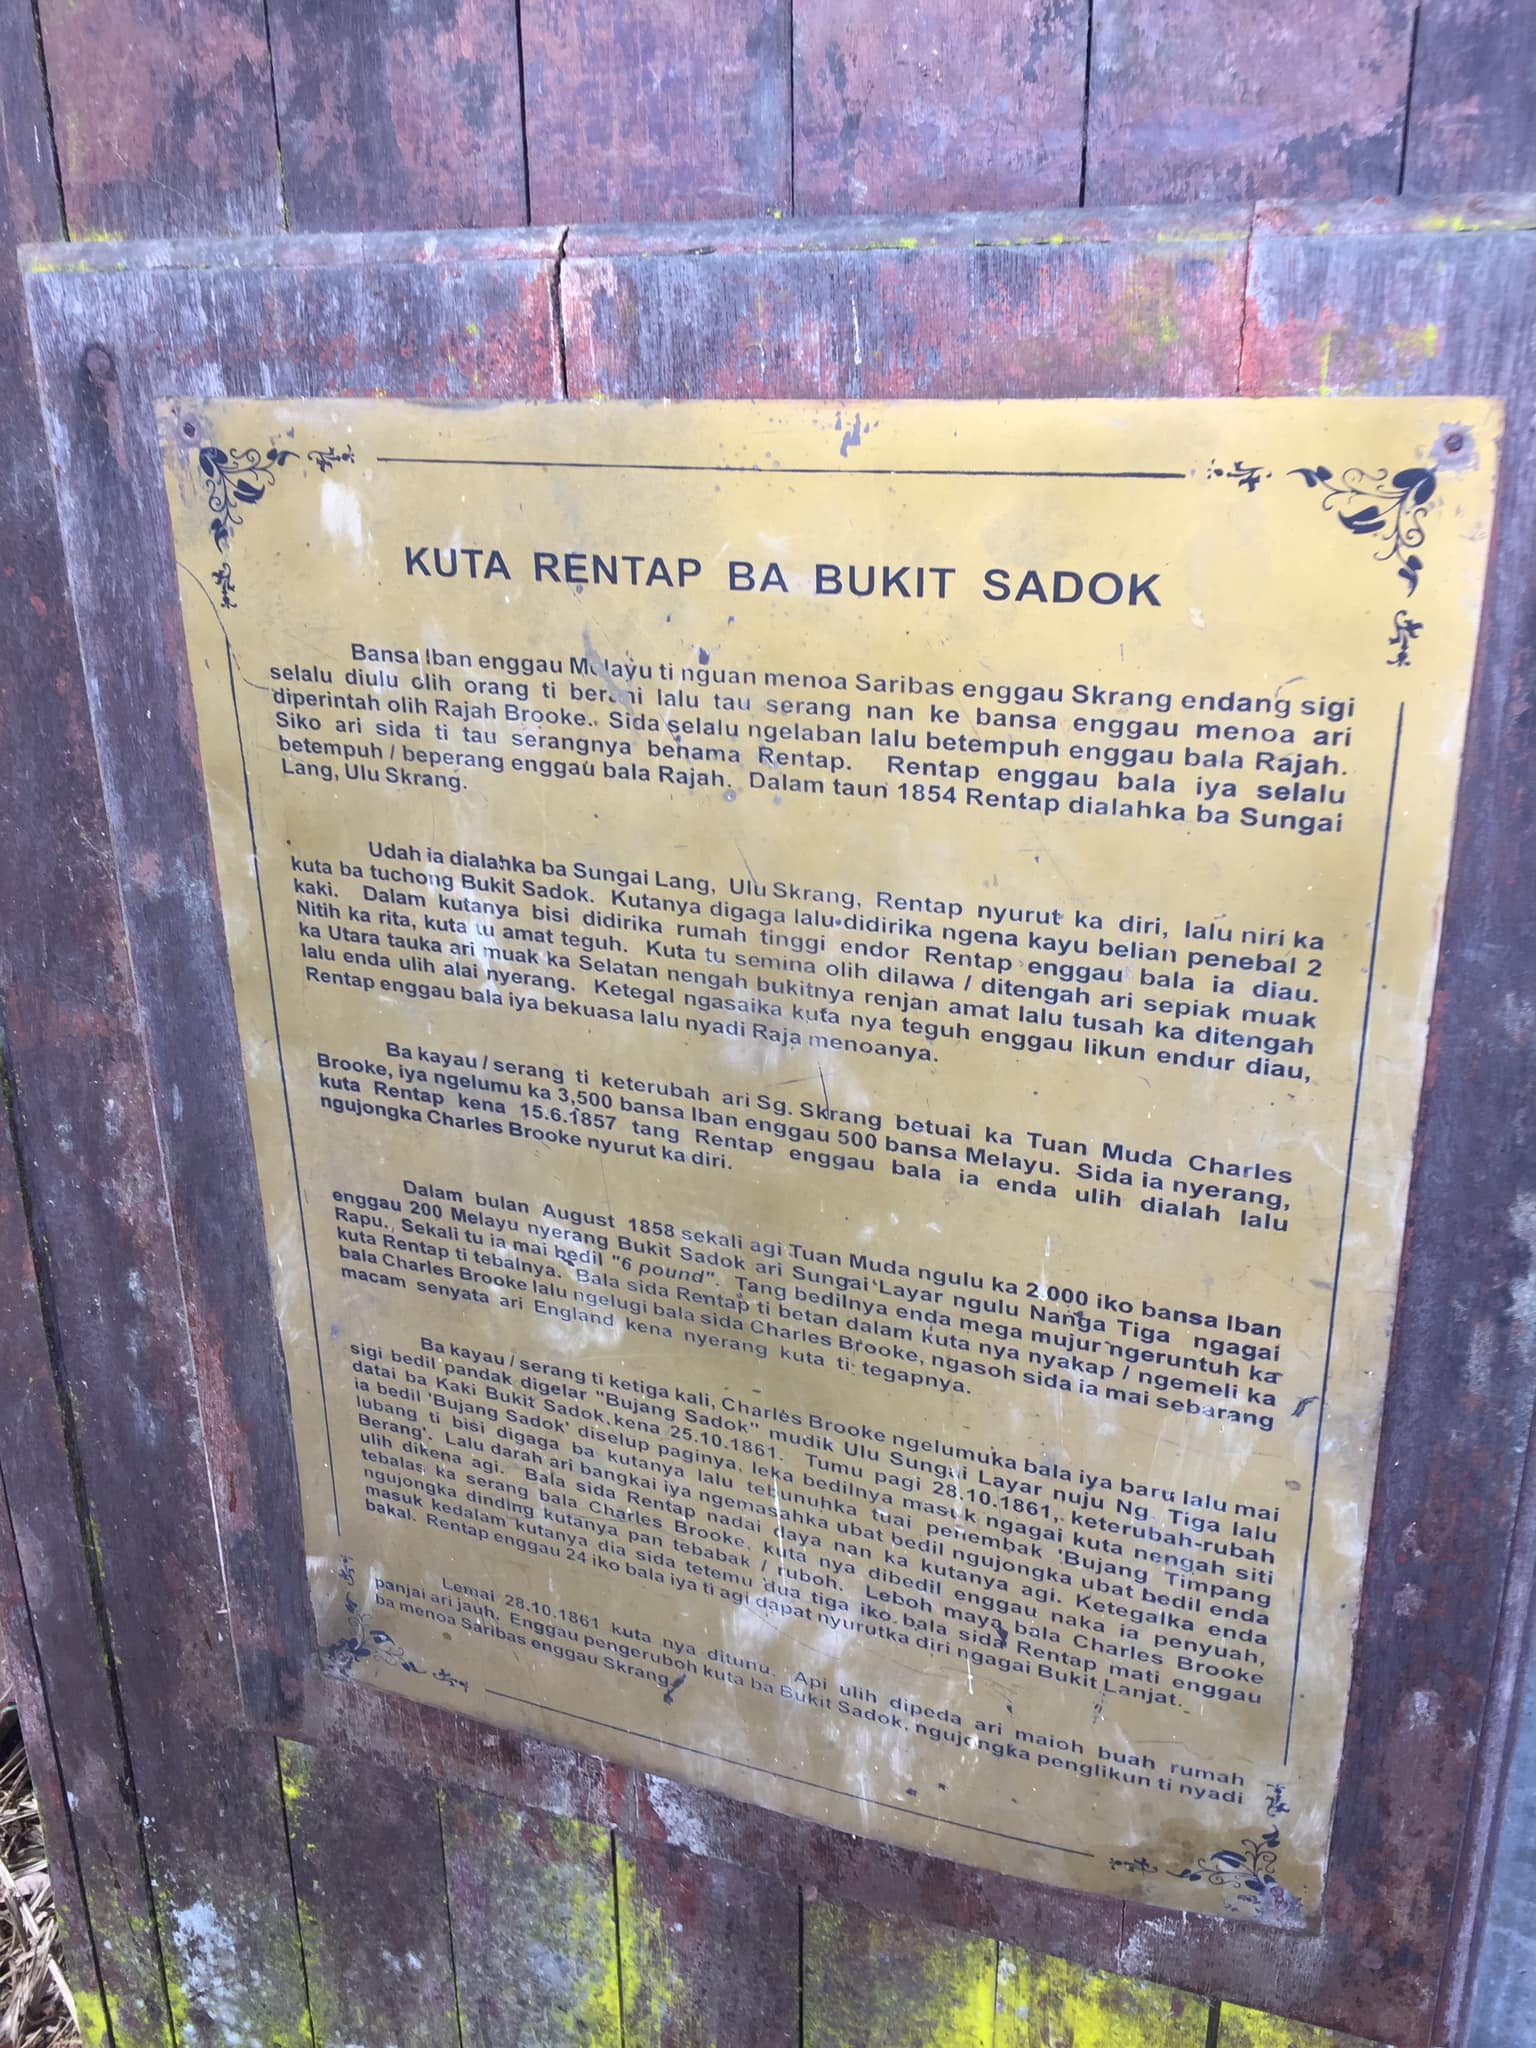 KUTA RENTAP BA BUKIT SADOK
Bansa Iban enggau Melayu ti nguan menoa Saribas enggau Skrang endang sigi
selalu diulu olih orang ti berani lalu tau serang nan ke bansa enggau menoa ari
diperintah olih Rajah Brooke. Sida selalu ngelaban lalu betempuh enggau bala Rajah.
Siko ari sida ti tau serangnya benama Rentap. Rentap enggau bala iya selalu
betempuh / beperang enggau bala Rajah. Dalam taun 1854 Rentap dialahka ba Sungai
Lang, Ulu Skrang.
Udah ia dialahka ba Sungai Lang, Ulu Skrang, Rentap nyurut ka diri, lalu niri ka
kuta ba tuchong Bukit Sadok. Kutanya digaga lalu didirika ngena kayu belian penebal 2
kaki. Dalam kutanya bisi didirika rumah tinggi endor Rentap enggau bala ia diau.
Nitih ka rita, kuta tu amat teguh. Kuta tu semina olih dilawa / ditengah ari sepiak muak
ka Utara tauka ari muak ka Selatan nengah bukitnya renjan amat lalu tusah ka ditengah
lalu enda ulih alai nyerang. Ketegal ngasaika kuta nya teguh enggau likun endur diau,
Rentap enggau bala iya bekuasa lalu nyadi Raja menoanya.
Ba kayau / serang ti keterubah ari Sg. Skrang betuai ka Tuan Muda Charles
Brooke, iya ngelumu ka 3,500 bansa Iban enggau 500 bansa Melayu. Sida ia nyerang,
kuta Rentap kena 15.6.1857 tang Rentap enggau bala ia enda ulih dialah lalu
ngujongka Charles Brooke nyurut ka diri.
Dalam bulan August 1858 sekali agi Tuan Muda ngulu ka 2,000 iko bansa Iban
enggau 200 Melayu nyerang Bukit Sadok ari Sungai Layar ngulu Nanga Tiga ngagai
Rapu. Sekali tu ia mai bedil "6 pound". Tang bedilnya enda mega mujur ngeruntuh ka
kuta Rentap ti tebalnya. Bala sida Rentap ti betan dalam kuta nya nyakap / ngemeli ka
bala Charles Brooke lalu ngelugi bala sida Charles Brooke, ngasoh sida ia mai sebarang
macam senyata ari England kena nyerang kuta ti tegapnya.
Ba kayau / serang ti ketiga kali, Charles Brooke ngelumuka bala iya baru lalu mai
sigi bedil pandak digelar "Bujang Sadok" mudik Ulu Sungai Layar nuju Ng. Tiga lalu
datai ba Kaki Bukit Sadok kena 25.10.1861. Tumu pagi 28.10.1861, keterubah-rubah
ia bedil 'Bujang Sadok' diselup paginya, leka bedilnya masuk ngagai kuta nengah siti
lubang ti bisi digaga ba kutanya lalu tebunuhka tuai penembak 'Bujang Timpang
Berang'. Lalu darah ari bangkai iya ngemasahka ubat bedil ngujongka ubat bedil enda
ulih dikena agi. Bala sida Rentap nadai daya nan ka kutanya agi. Ketegalka enda
tebalas ka serang bala Charles Brooke, kuta nya dibedil enggau naka ia penyuah,
ngujongka dinding kutanya pan tebabak / ruboh. Leboh maya bala Charles Brooke
masuk kedalam kutanya dia sida tetemu dua tiga iko bala sida Rentap mati enggau
bakal. Rentap enggau 24 iko bala iya ti agi dapat nyurutka diri ngagai Bukit Lanjat.
Lemai 28.10.1861 kuta nya ditunu. Api ulih dipeda ari maioh buah rumah
panjai ari jauh. Enggau pengeruboh kuta ba Bukit Sadok, ngujongka penglikun ti nyadi
ba menoa Saribas enggau Skrang.